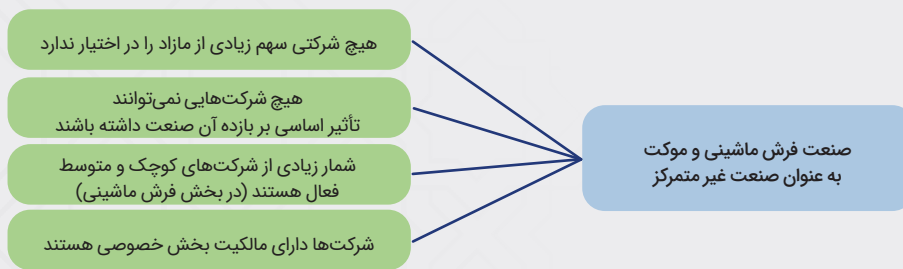 صنعت فرش ماشینی و موکت
به عنوان صنعت غیر متمرکز
هیچ شرکتی سهم زیادی از مازاد را در اختیار ندارد
هیچ شرکت‌هایی نمی‌توانند
تأثیر اساسی بر بازده آن صنعت داشته باشند
شمار زیادی از شرکت‌های کوچک و متوسط
فعال هستند (در بخش فرش ماشینی)
شرکت‌ها دارای مالکیت بخش خصوصی هستند